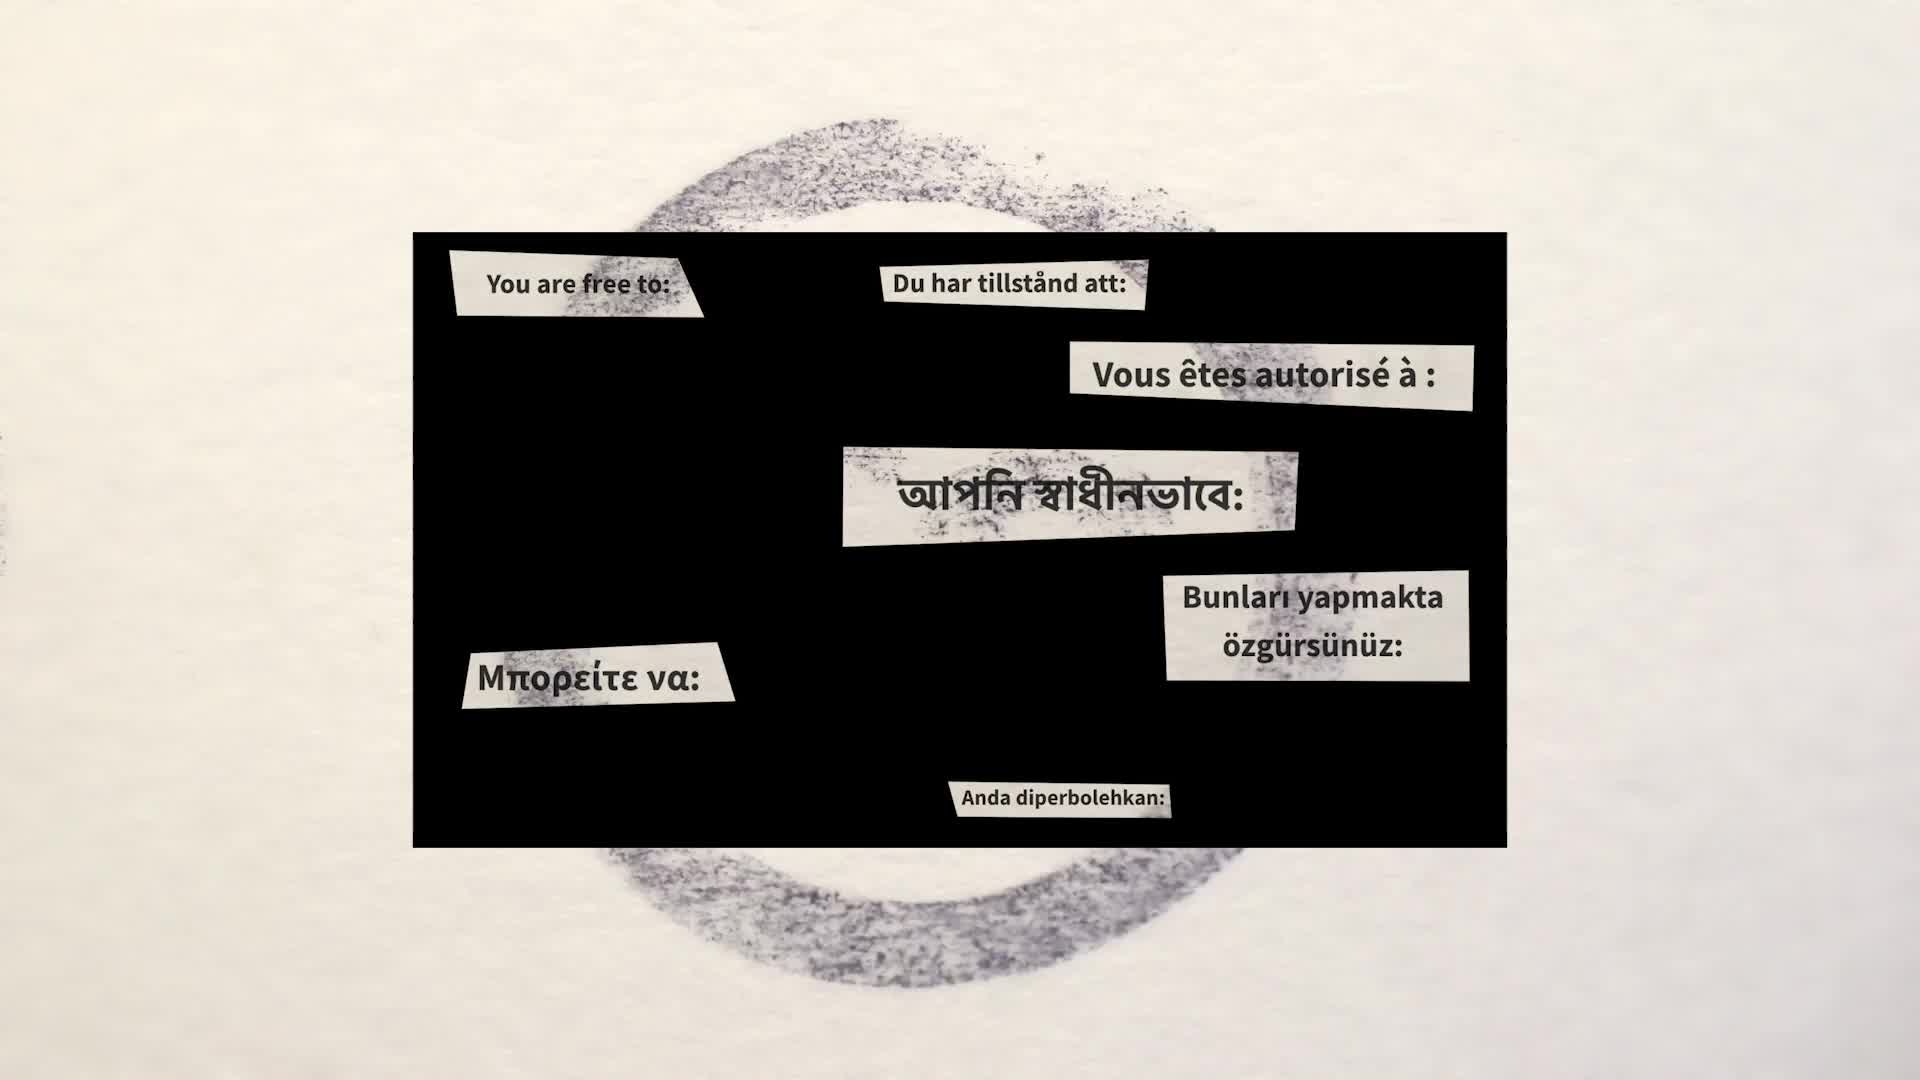 You are free to:
Du har tillstånd att:
Vous êtes autorisé à :
আপনি স্বাধীনভাবে:
Bunları yapmakta
özgürsünüz:
Μπορείτε να:
Anda diperbolehkan: